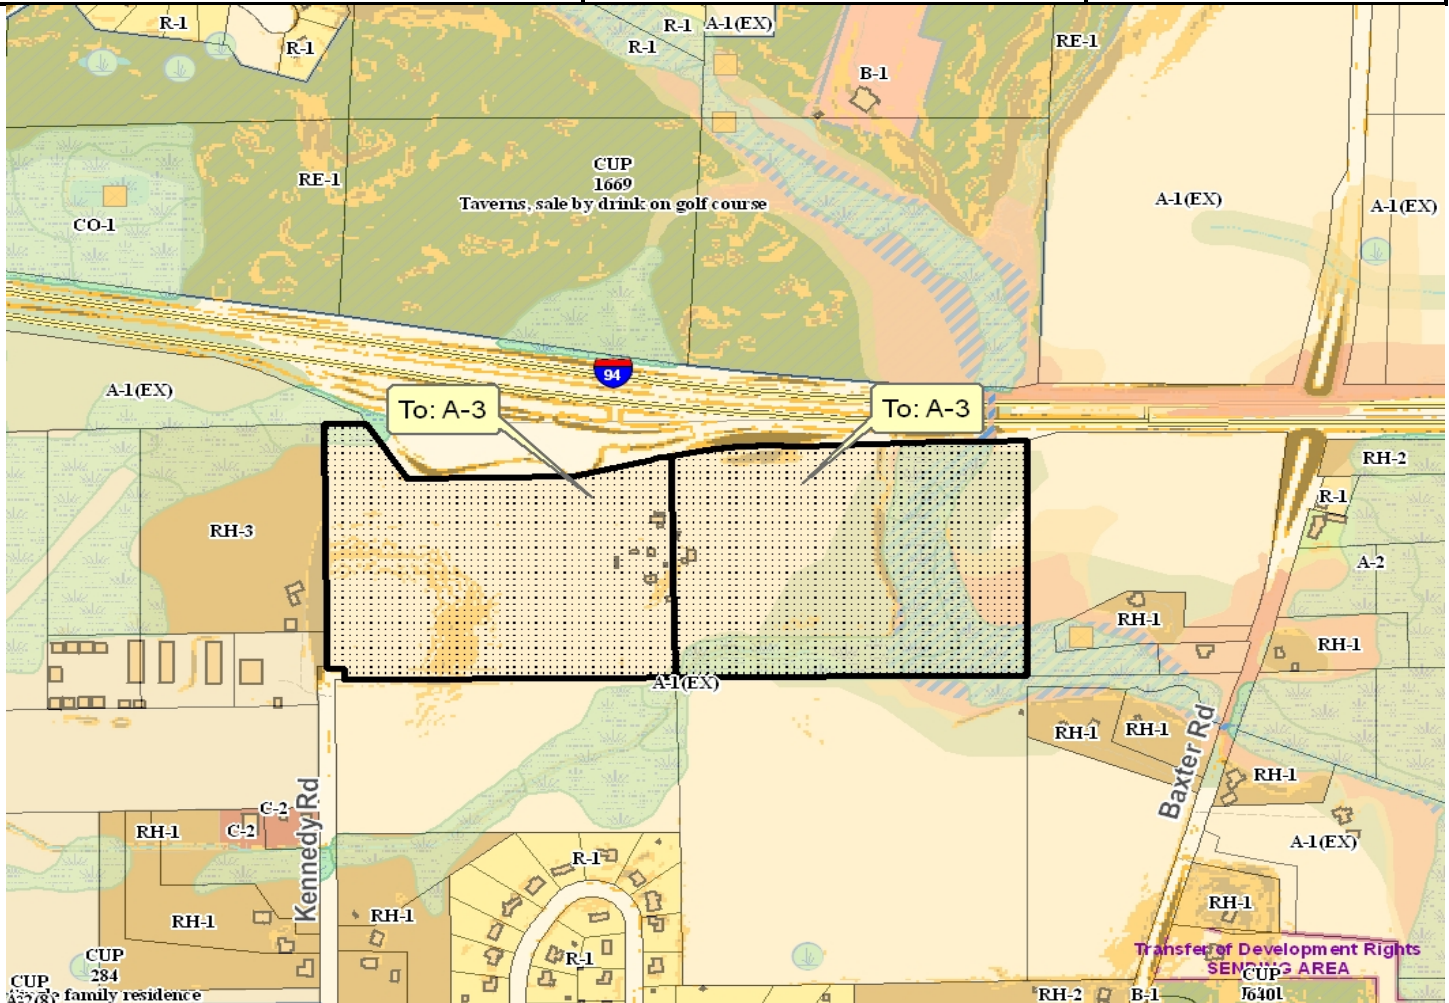 R-1
R-1
R-1
A-1(EX)
R-1
RE-1
B-1
CUP
1669
Taverns, sale by drink on golf course
RE-1
CO-1
A-1(EX)
A-1(EX)
94
A-1(EX)
To: A-3
To: A-3
RH-2
R-1
RH-3
A-2
RH-1
RH-1
A-1(EX)
RH-1
RH-1
Baxter Rd
RH-1
Kennedy Rd
C-2
C-2
RH-1
A-1(EX)
R-1
RH-1
RH-1
RH-1
R-1
Transfer of Development Rights
SENDING AREA
CUP
284
family residence
CUP
CUP
RH-2
B-1